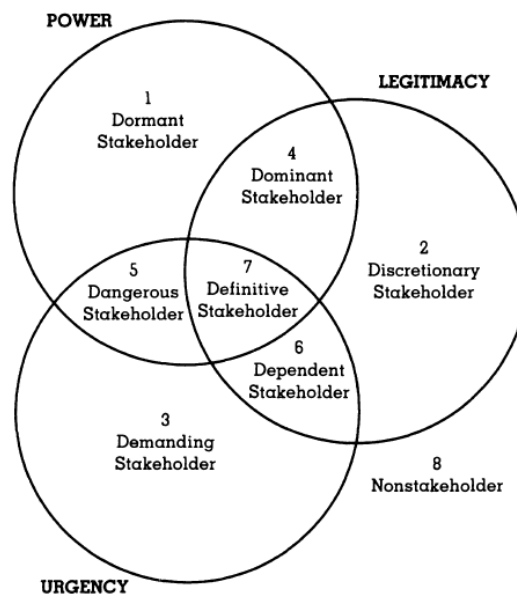 POWER
LEGITIMACY
1
Dormant
Stakeholder
4
Dominant
Stakeholder
2
Discretionary
Stakeholder
5
Dangerous
Stakeholder
7
Definitive
Stakeholder
6
Dependent
Stakeholder
3
Demanding
Stakeholder
8
Nonstakeholder
URGENCY